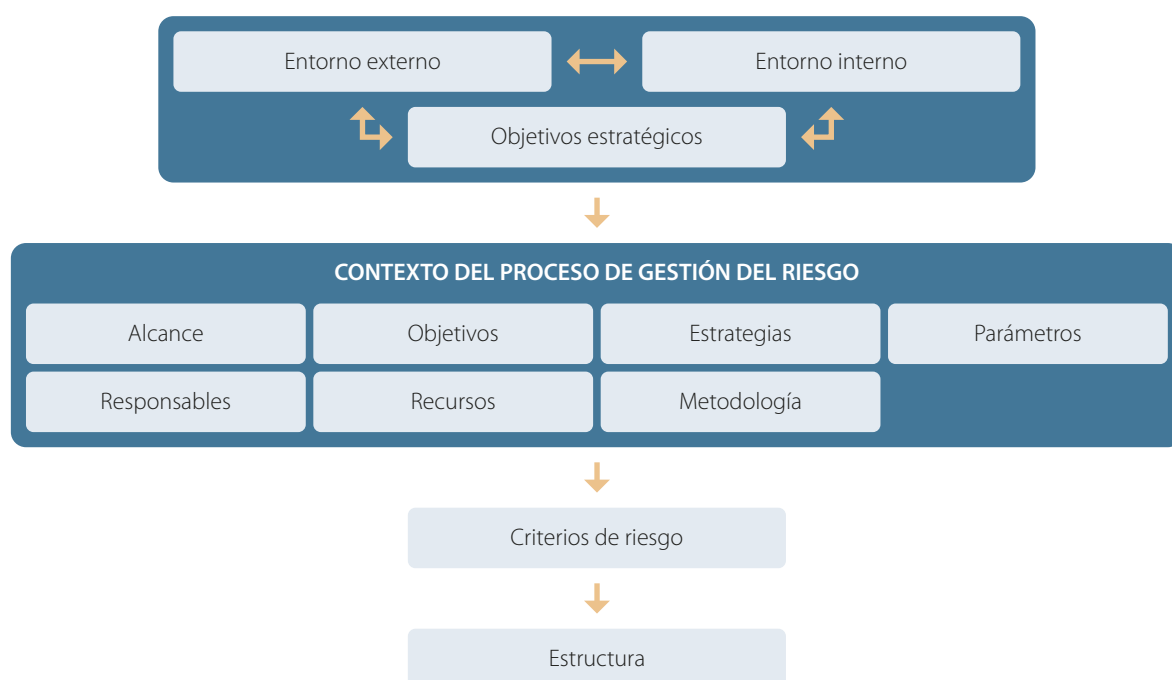 Entorno externo
Entorno interno
Objetivos estratégicos
CONTEXTO DEL PROCESO DE GESTIÓN DEL RIESGO
Alcance
Objetivos
Estrategias
Parámetros
Responsables
Recursos
Metodología
Criterios de riesgo
Estructura